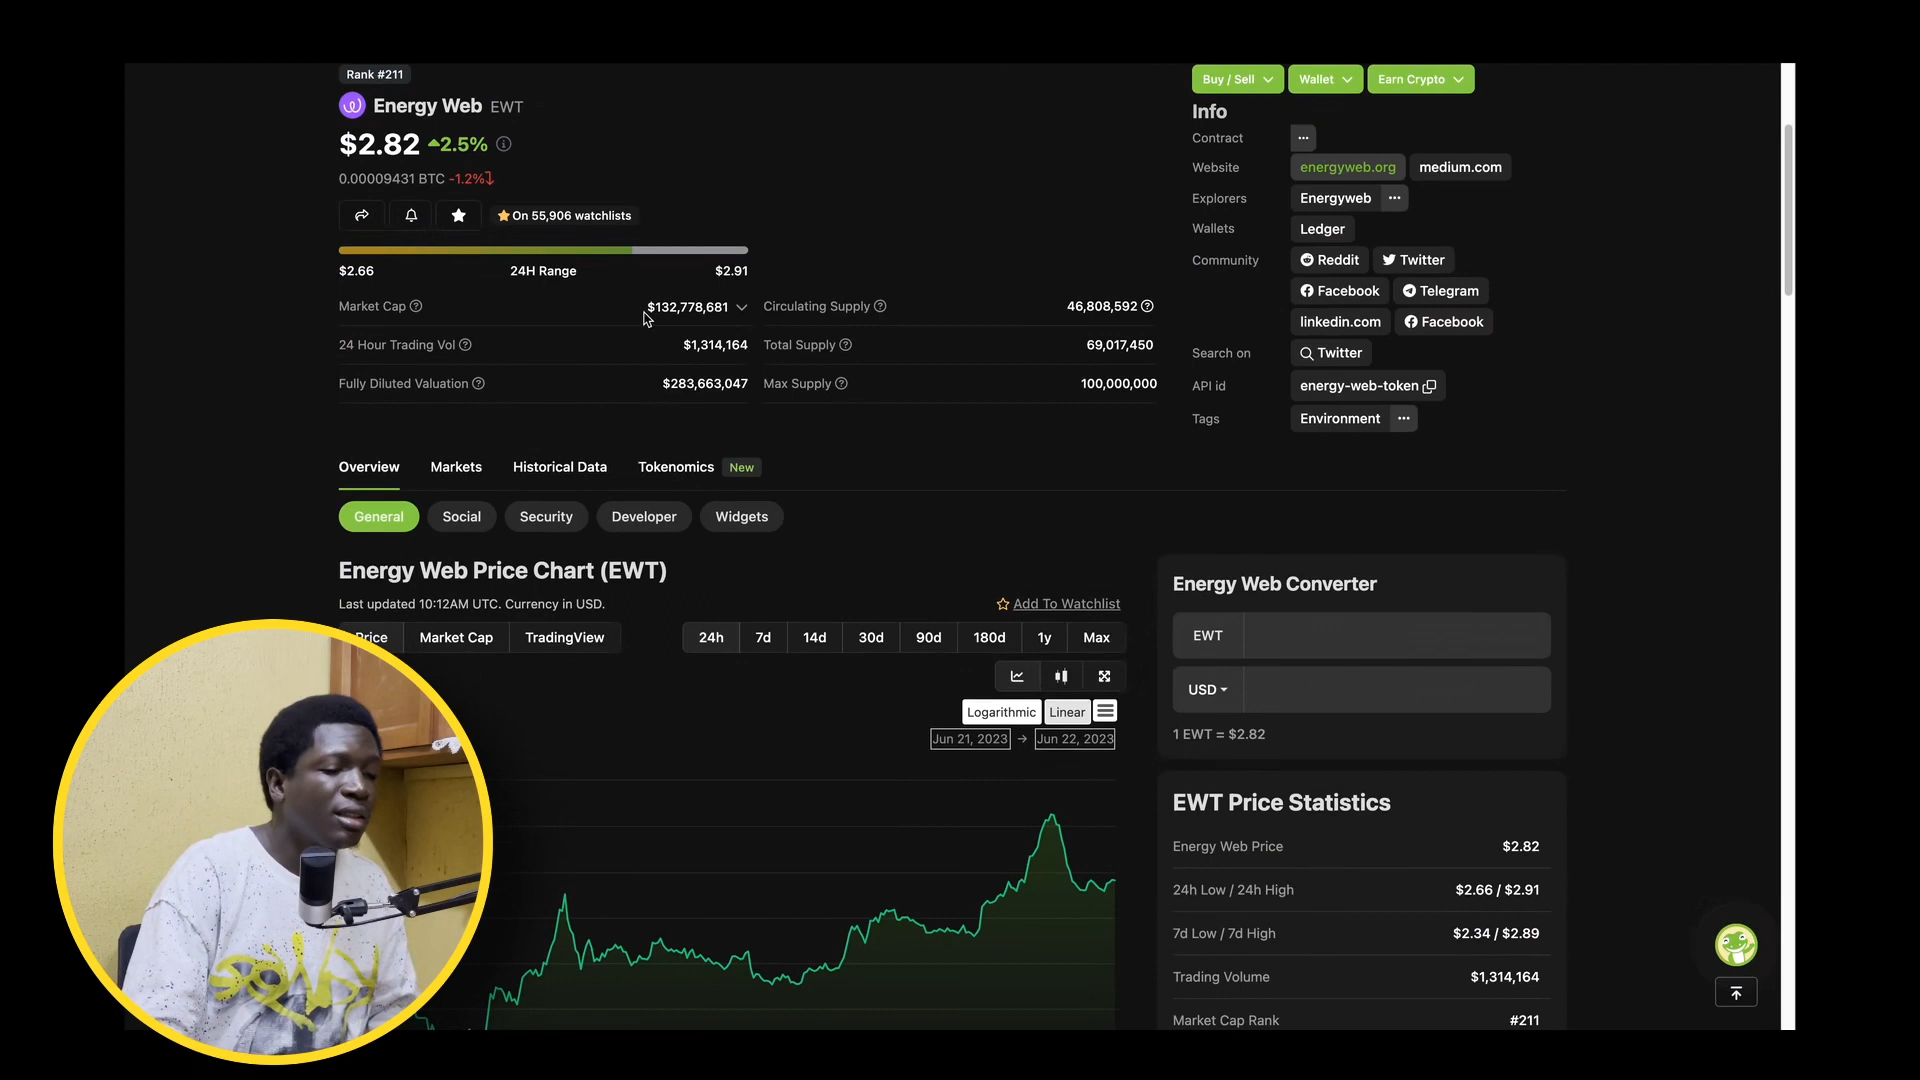 Rank #211
Energy Web EWT
$2.82 2.5%
0.00009431 BTC -1.2%
On 55,906 watchlists
$2.66 24H Range $2.91
Market Cap $132,778,681
Circulating Supply 46,808,592
24 Hour Trading Vol $1,314,164
Total Supply 69,017,450
Fully Diluted Valuation $283,663,047
Max Supply 100,000,000
Buy / Sell Wallet Earn Crypto
Info
Contract ...
Website energyweb.org medium.com
Explorers Energyweb ...
Wallets Ledger
Community Reddit Twitter
Facebook Telegram
linkedin.com Facebook
Search on Twitter
API id energy-web-token
Tags Environment ...
Overview Markets Historical Data Tokenomics New
General Social Security Developer Widgets
Energy Web Price Chart (EWT)
Last updated 10:12AM UTC. Currency in USD.
Add To Watchlist
Price Market Cap TradingView
24h 7d 14d 30d 90d 180d 1y Max
Logarithmic Linear
Jun 21, 2023 → Jun 22, 2023
Energy Web Converter
EWT
USD
1 EWT = $2.82
EWT Price Statistics
Energy Web Price $2.82
24h Low / 24h High $2.66 / $2.91
7d Low / 7d High $2.34 / $2.89
Trading Volume $1,314,164
Market Cap Rank #211